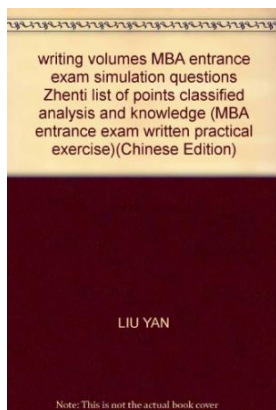 writing volumes MBA entrance
exam simulation questions
Zhenti list of points classified
analysis and knowledge (MBA
entrance exam written practical
exercise)(Chinese Edition)
LIU YAN
Note: This is not the actual book cover